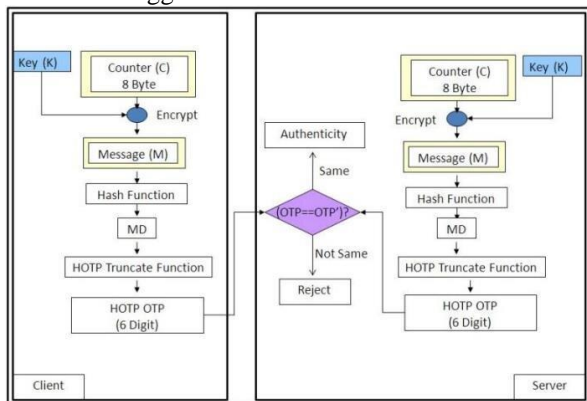 Key (K)
Counter (C)
8 Byte
Encrypt
Message (M)
Hash Function
MD
HOTP Truncate Function
HOTP OTP
(6 Digit)
Client
Authenticity
Same
(OTP==OTP')?
Not Same
Reject
Counter (C)
8 Byte
Key (K)
Encrypt
Message (M)
Hash Function
MD
HOTP Truncate Function
HOTP OTP
(6 Digit)
Server